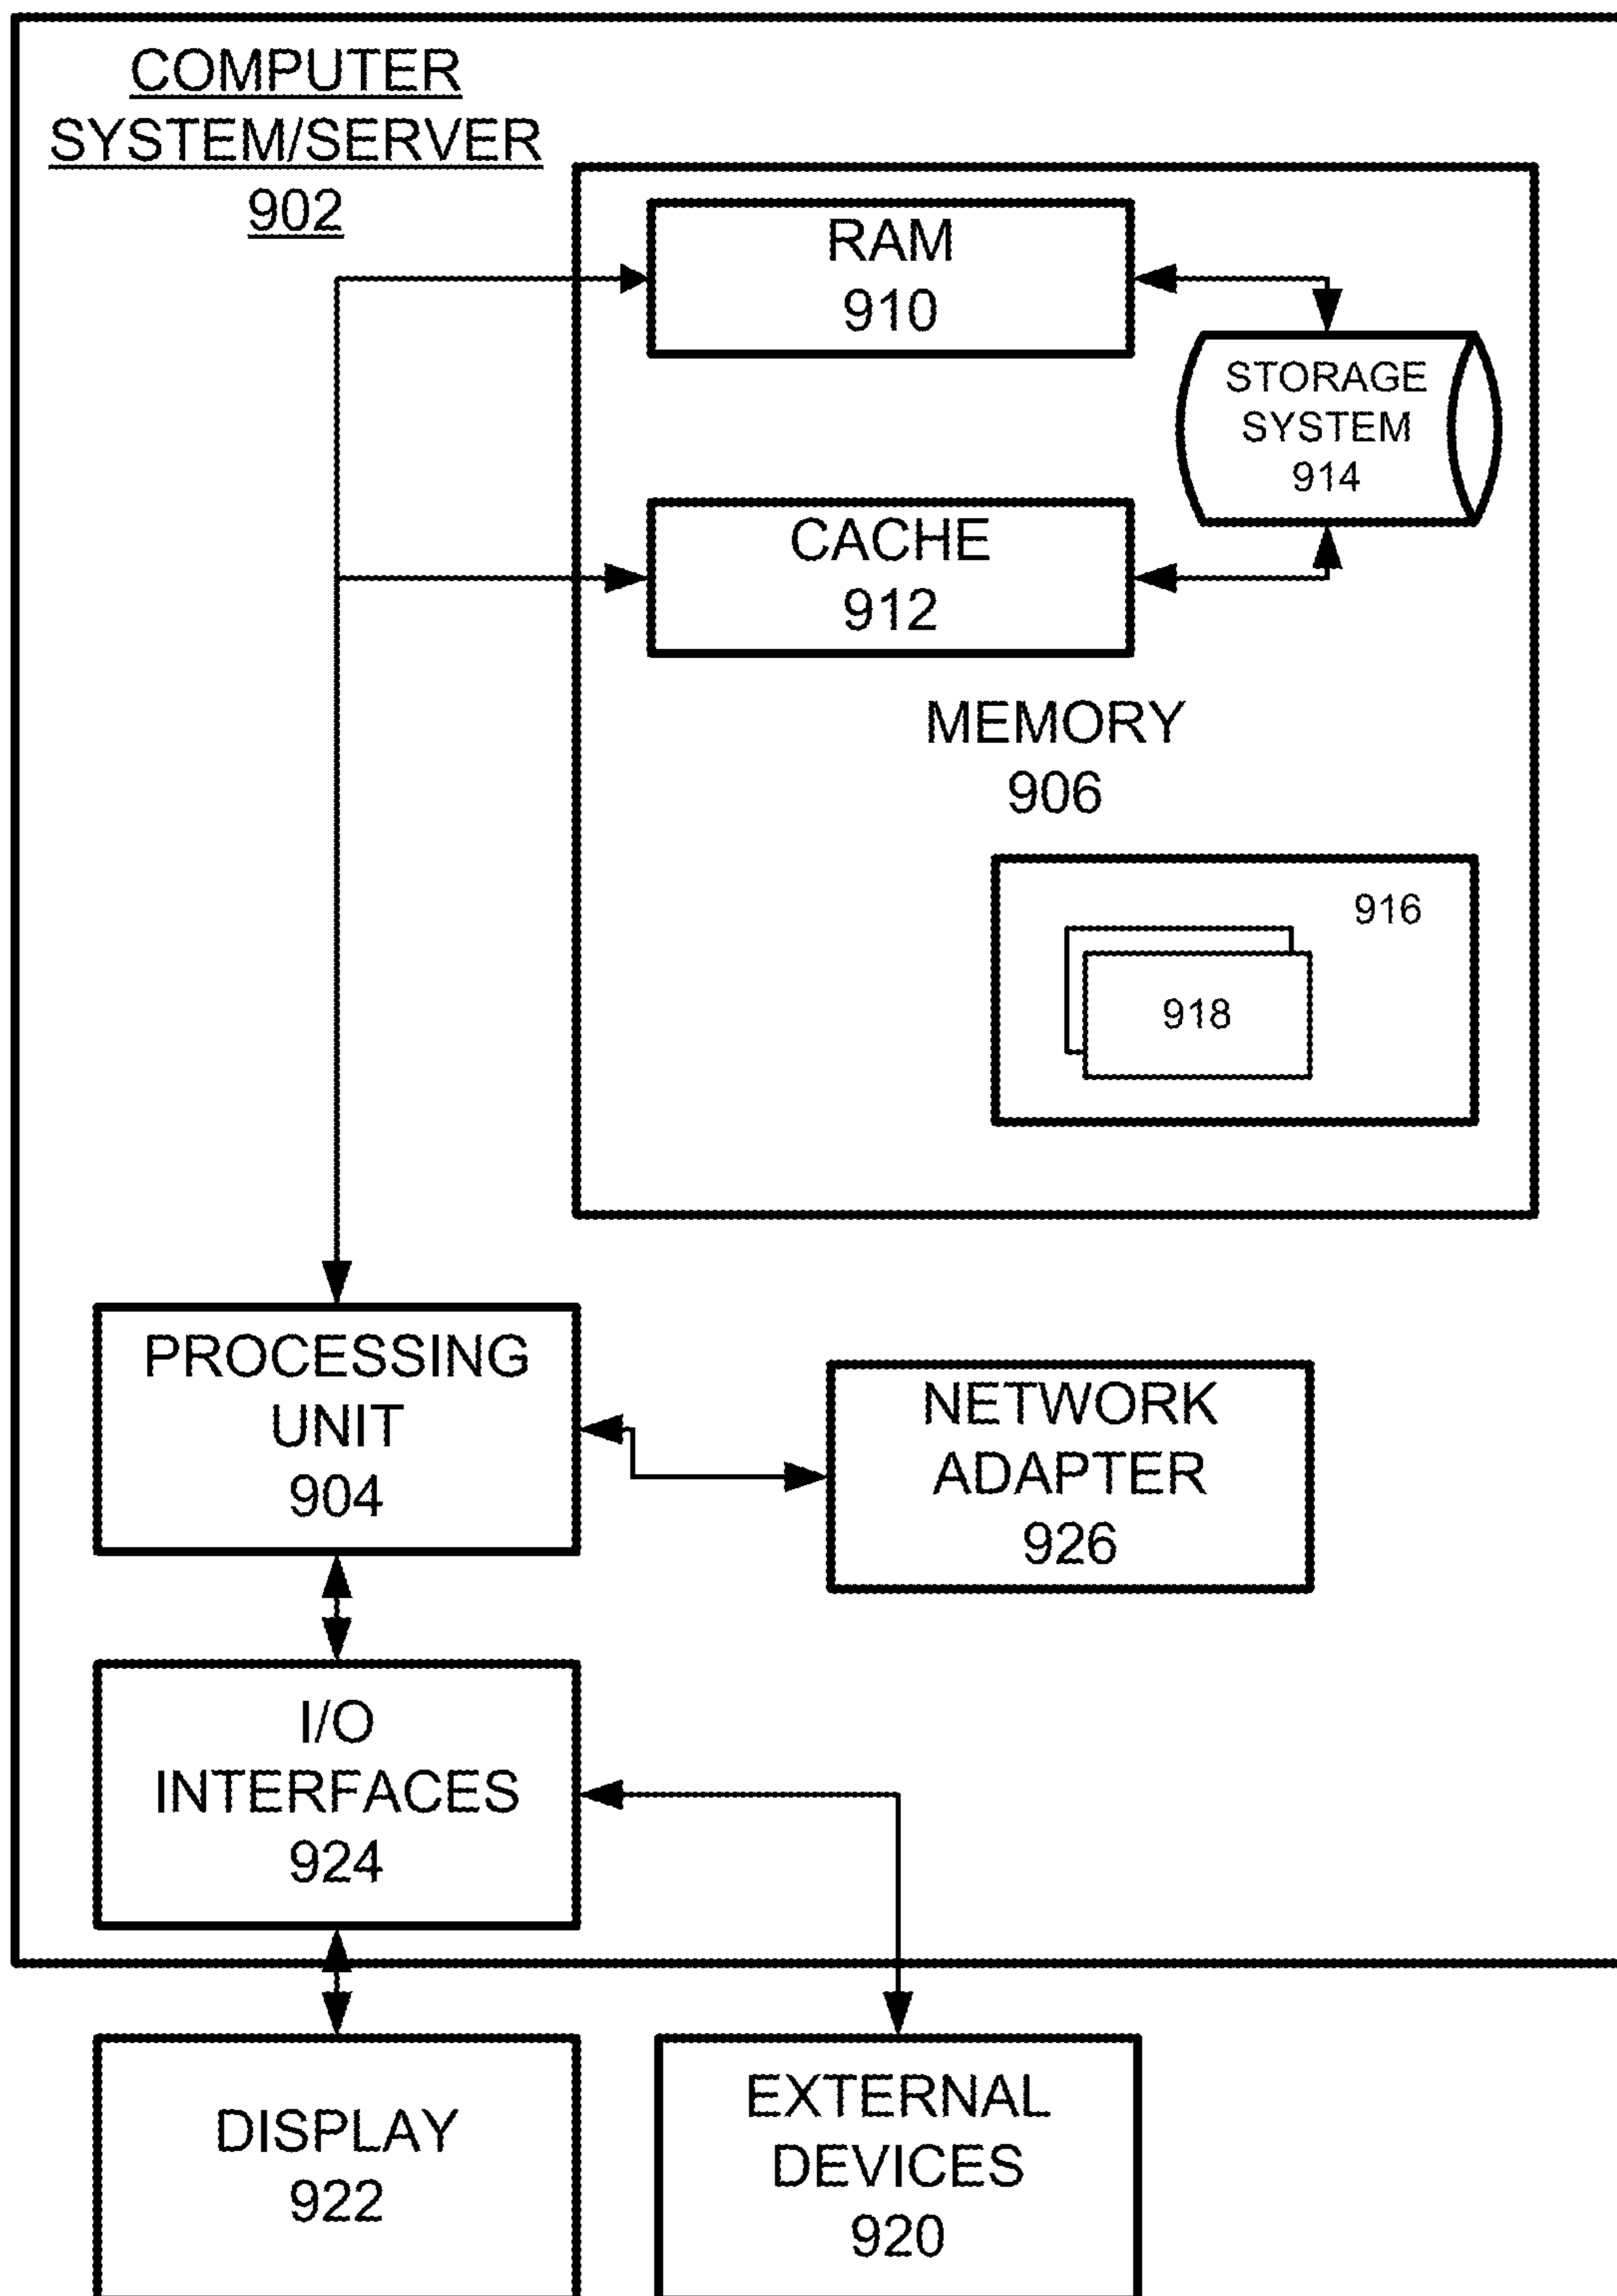 COMPUTER
SYSTEM/SERVER
902
RAM
910
STORAGE
SYSTEM
914
CACHE
912
MEMORY
906
916
918
PROCESSING
UNIT
904
NETWORK
ADAPTER
926
I/O
INTERFACES
924
DISPLAY
922
EXTERNAL
DEVICES
920